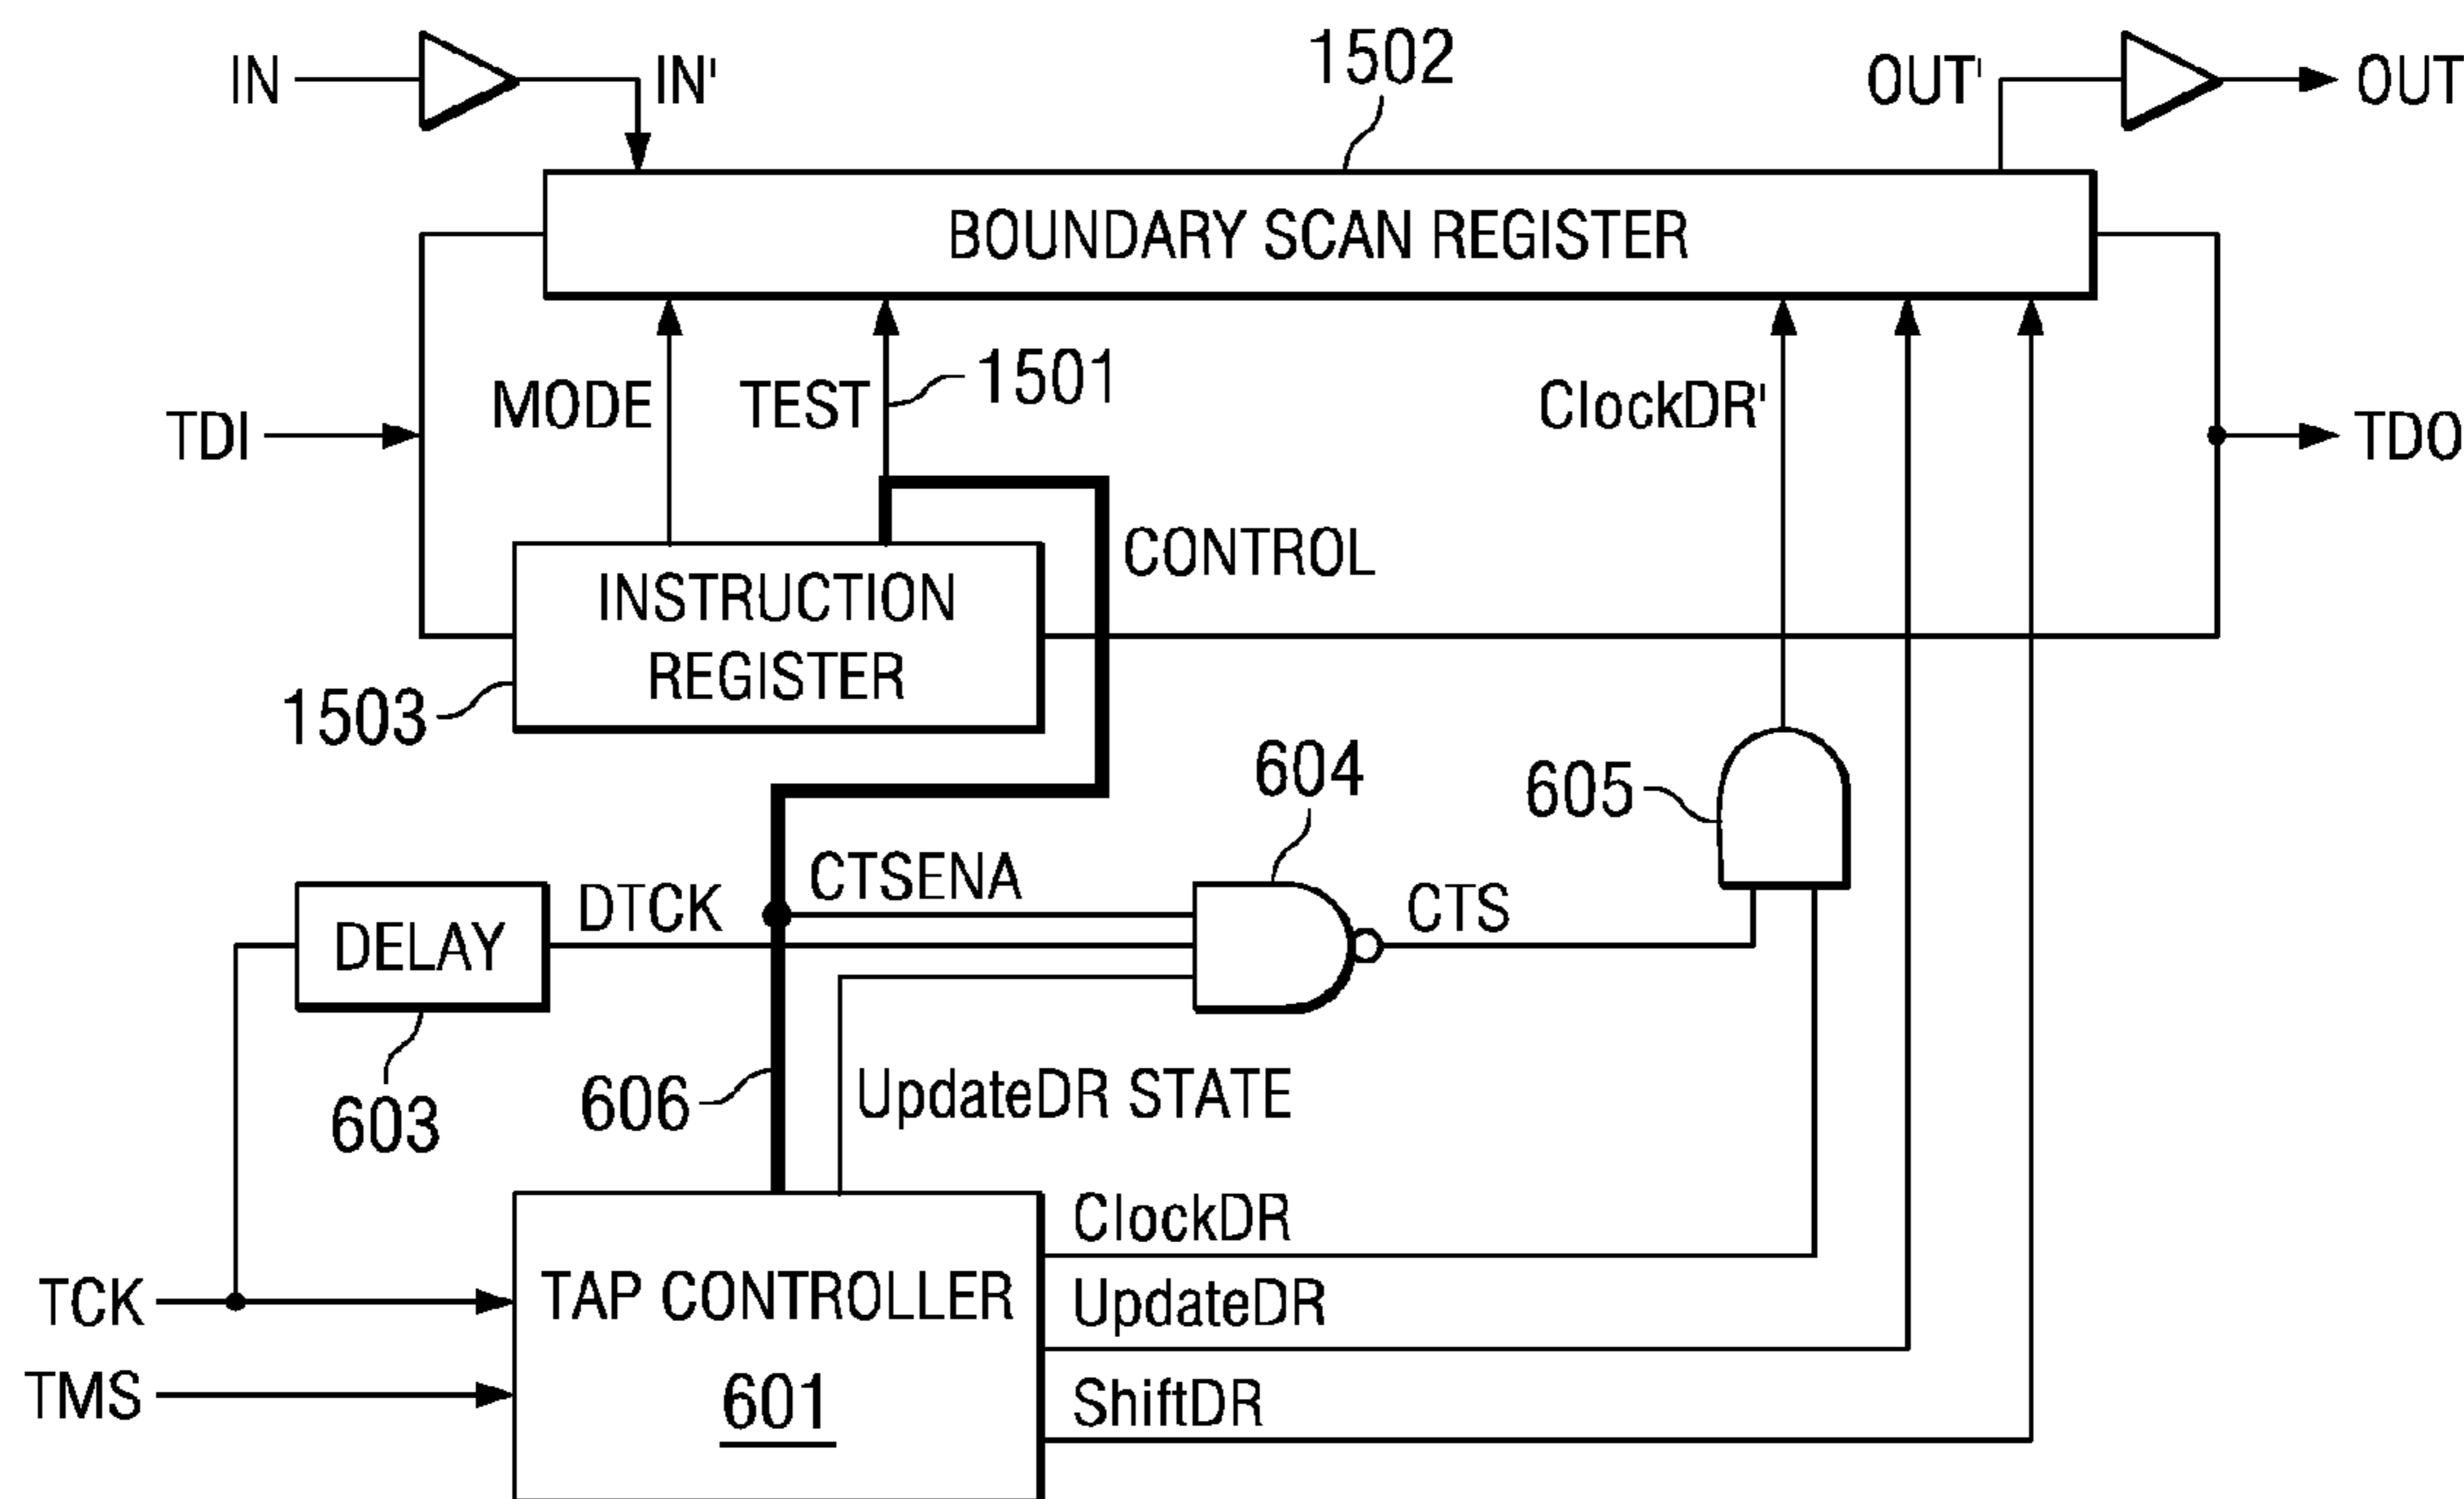 IN
IN'
1502
OUT'
OUT
BOUNDARY SCAN REGISTER
MODE
TEST
1501
ClockDR'
TDI
TDO
CONTROL
INSTRUCTION
REGISTER
1503
604
605
CTSENA
DTCK
CTS
DELAY
603
606
UpdateDR STATE
ClockDR
TCK
TAP CONTROLLER
UpdateDR
TMS
601
ShiftDR